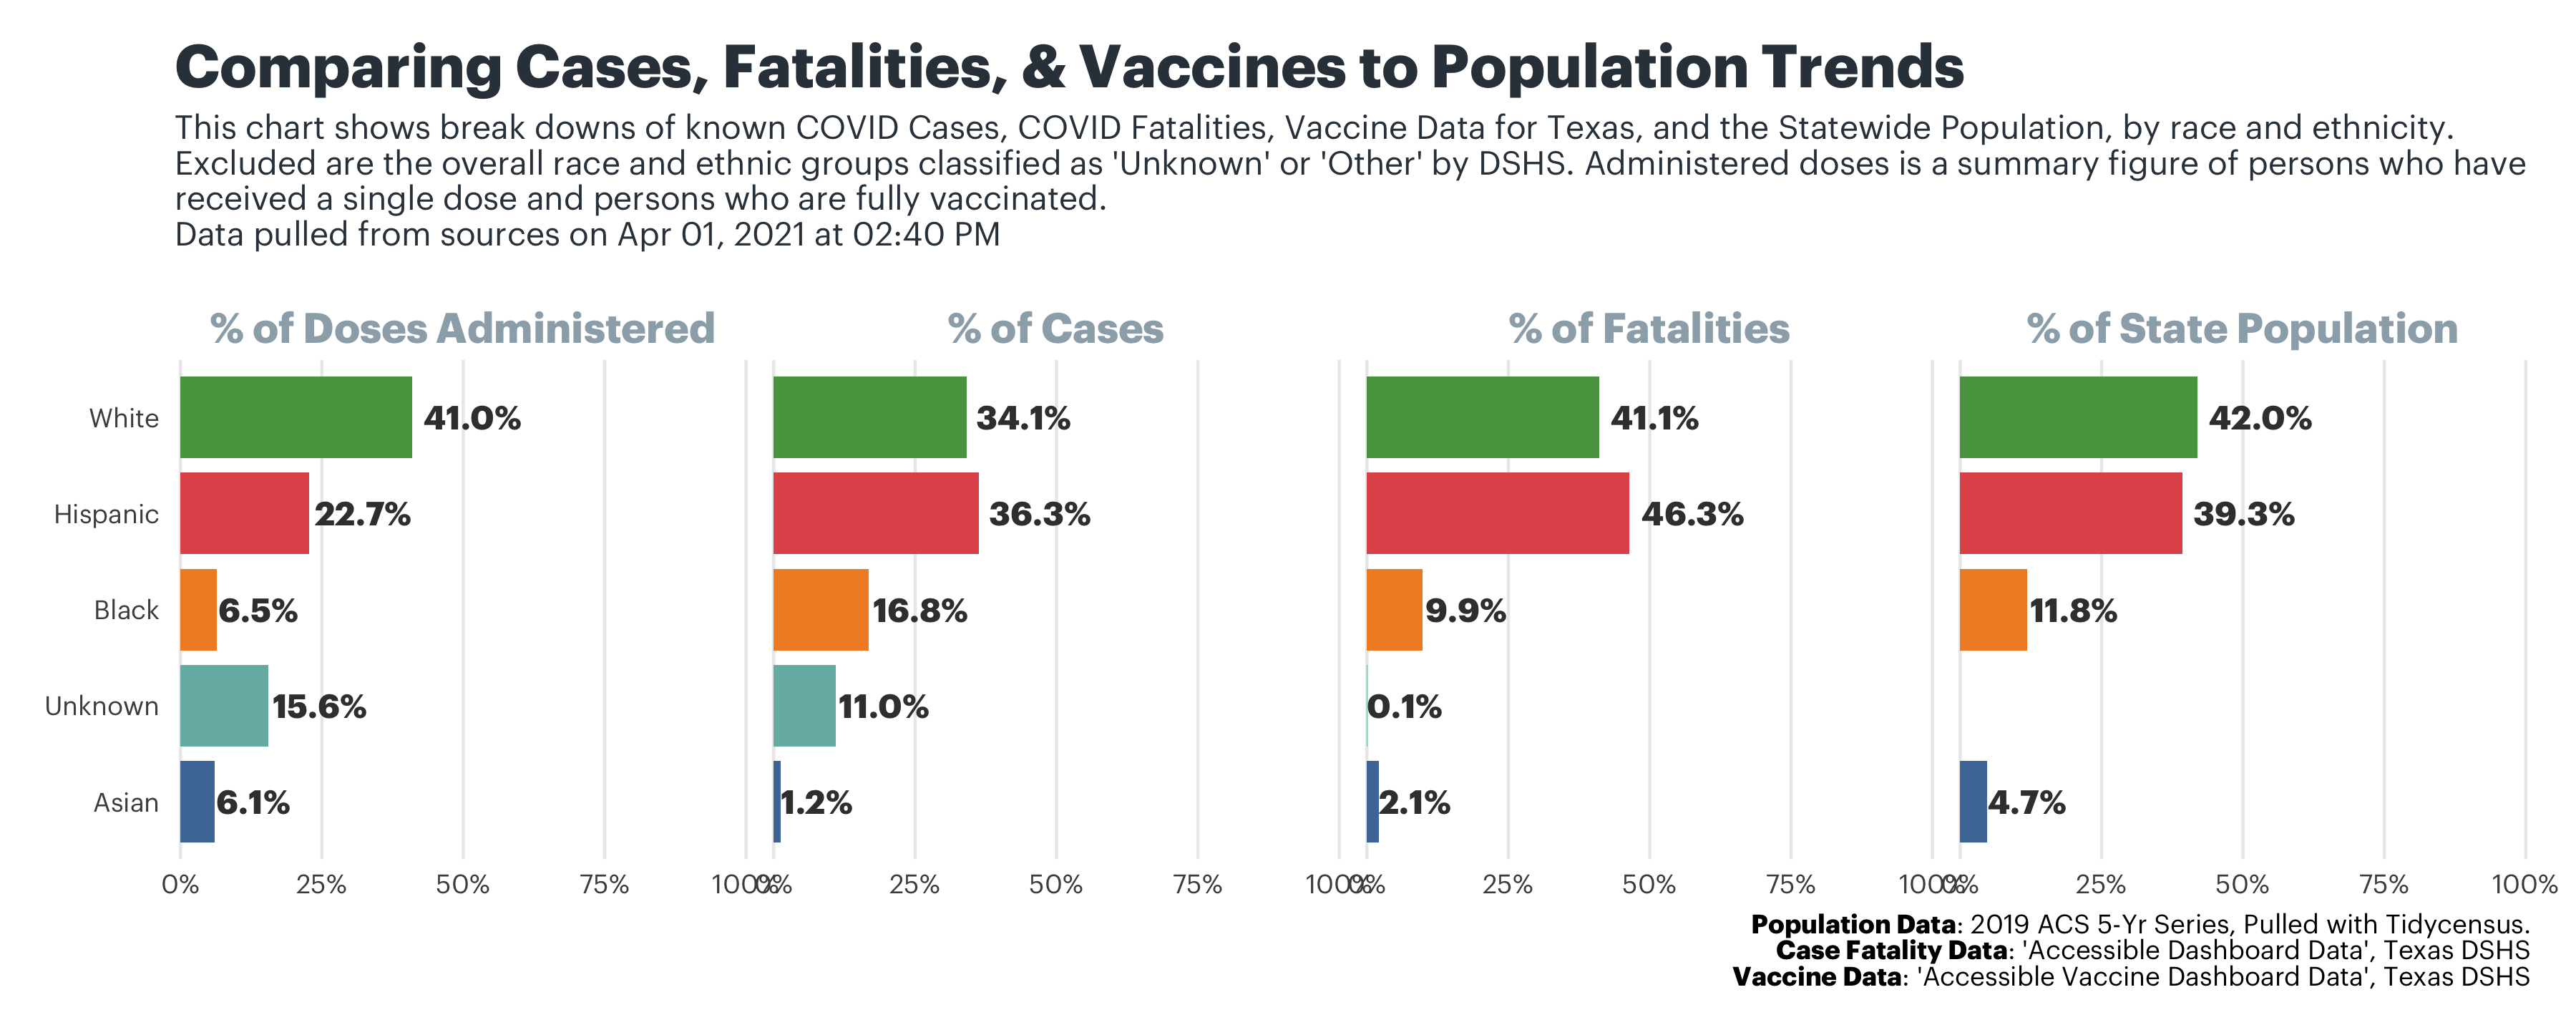 Comparing Cases, Fatalities, & Vaccines to Population Trends
This chart shows break downs of known COVID Cases, COVID Fatalities, Vaccine Data for Texas, and the Statewide Population, by race and ethnicity.
Excluded are the overall race and ethnic groups classified as 'Unknown' or 'Other' by DSHS. Administered doses is a summary figure of persons who have
received a single dose and persons who are fully vaccinated.
Data pulled from sources on Apr 01, 2021 at 02:40 PM
% of Doses Administered % of Cases % of Fatalities % of State Population
White 41.0% 34.1% 41.1% 42.0%
Hispanic 22.7% 36.3% 46.3% 39.3%
Black 6.5% 16.8% 9.9% 11.8%
Unknown 15.6% 11.0% 0.1%
Asian 6.1% 1.2% 2.1% 4.7%
0% 25% 50% 75% 100% 0% 25% 50% 75% 100% 0% 25% 50% 75% 100% 0% 25% 50% 75% 100%
Population Data: 2019 ACS 5-Yr Series, Pulled with Tidycensus.
Case Fatality Data: 'Accessible Dashboard Data', Texas DSHS
Vaccine Data: 'Accessible Vaccine Dashboard Data', Texas DSHS